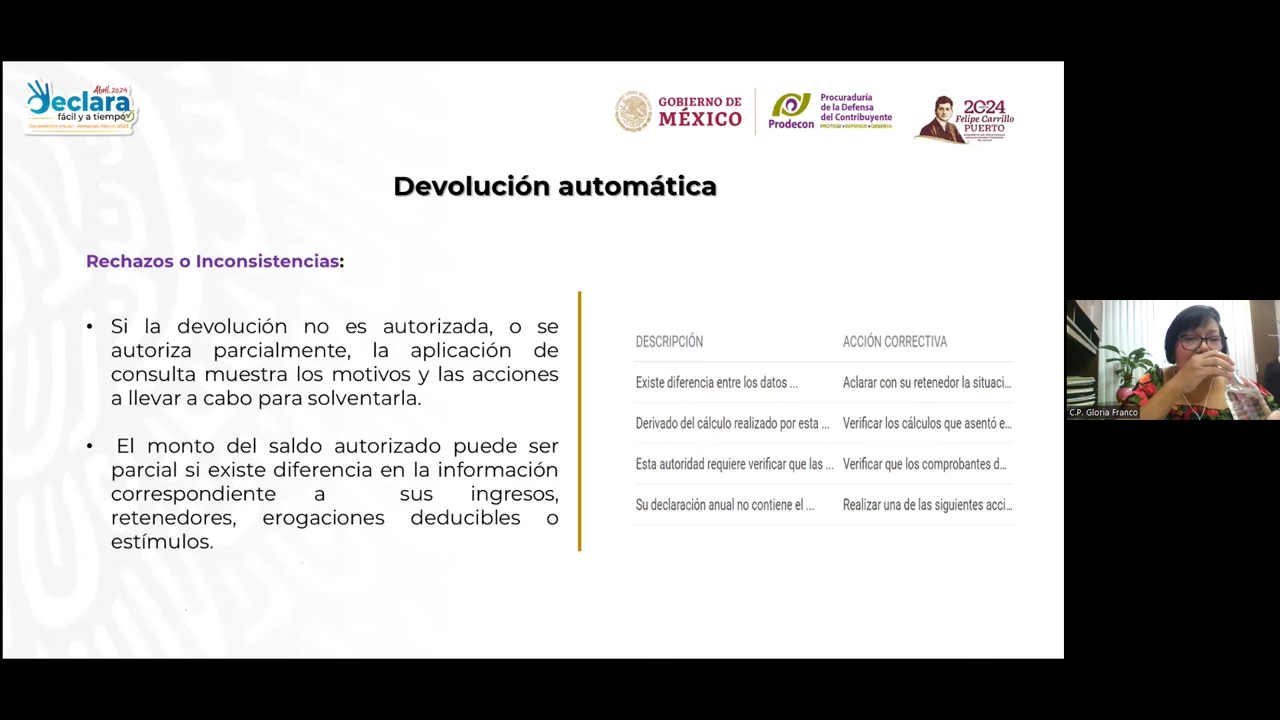 Abril 2024
Declara
fácil y a tiempo
GOBIERNO DE
MÉXICO
Prodecon
Procuraduría
de la Defensa
del Contribuyente
PROTEGE • DEFIENDE • OBSERVA
2024
Felipe Carrillo
PUERTO
Devolución automática
Rechazos o Inconsistencias:
• Si la devolución no es autorizada, o se
autoriza parcialmente, la aplicación de
consulta muestra los motivos y las acciones
a llevar a cabo para solventarla.
• El monto del saldo autorizado puede ser
parcial si existe diferencia en la información
correspondiente a sus ingresos,
retenedores, erogaciones deducibles o
estímulos.
DESCRIPCIÓN ACCIÓN CORRECTIVA
Existe diferencia entre los datos ... Aclarar con su retenedor la situaci...
Derivado del cálculo realizado por esta ... Verificar los cálculos que asentó e...
Esta autoridad requiere verificar que las ... Verificar que los comprobantes d...
Su declaración anual no contiene el ... Realizar una de las siguientes acci...
C.P. Gloria Franco